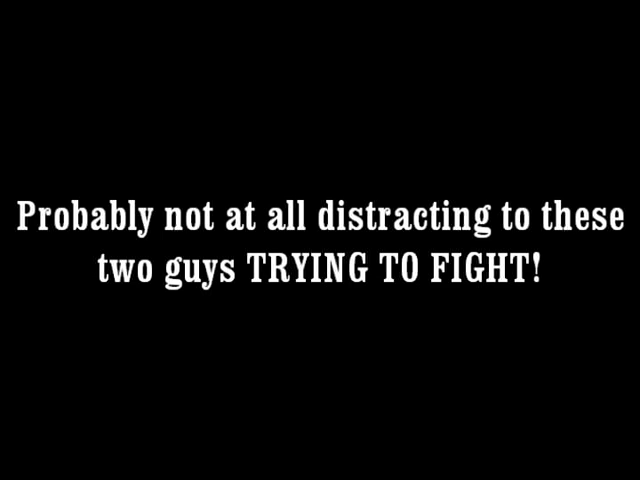 Probably not at all distracting to these
two guys TRYING TO FIGHT!